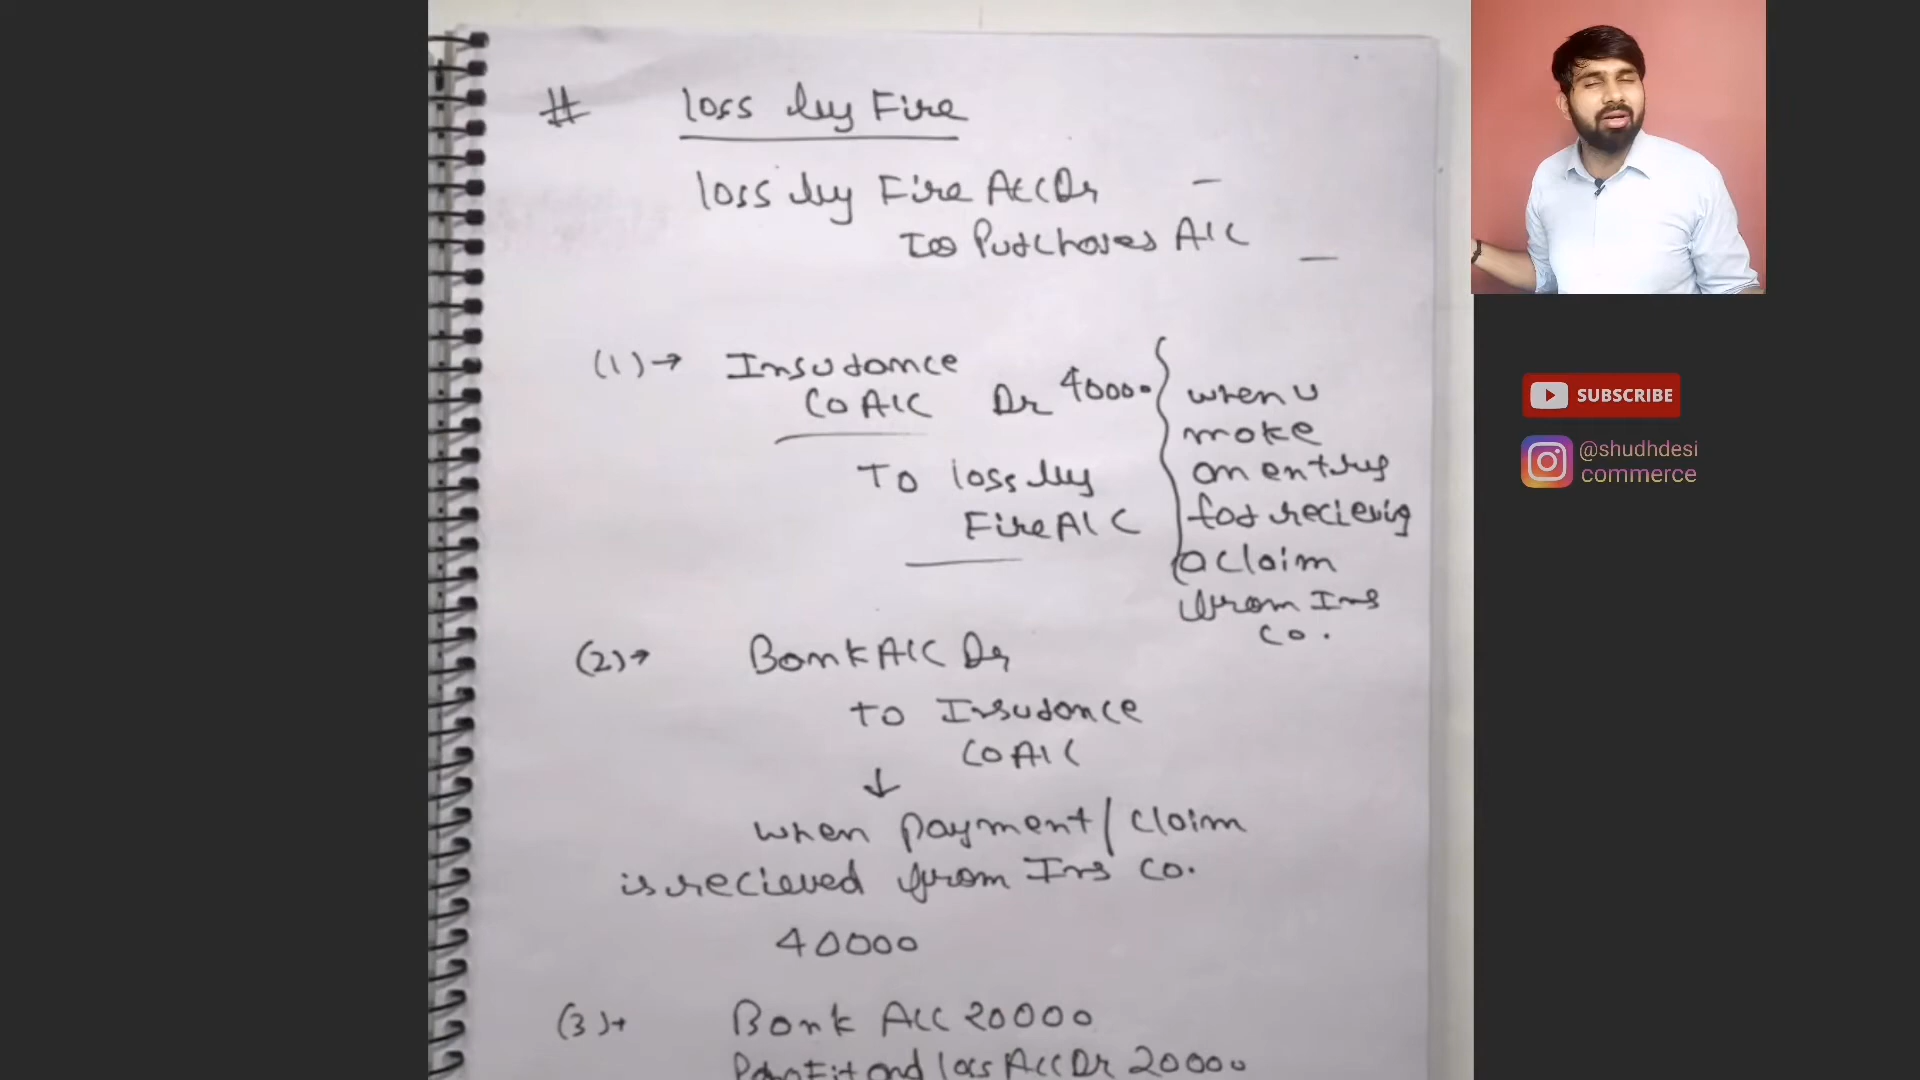 # Loss by Fire
loss by Fire A/c Dr —
To Purchases A/C —
(1)→ Insurance
Co A/C Dr 40000
To loss by
Fire A/C
when u
make
an entry
for recieving
a claim
from Ins
Co.
(2)→ Bank A/C Dr
To Insurance
Co A/C
↓
when payment/claim
is recieved from Ins Co.
40000
(3)→ Bank A/c 20000
Profit and loss A/c Dr 20000
SUBSCRIBE
@shudhdesi
commerce